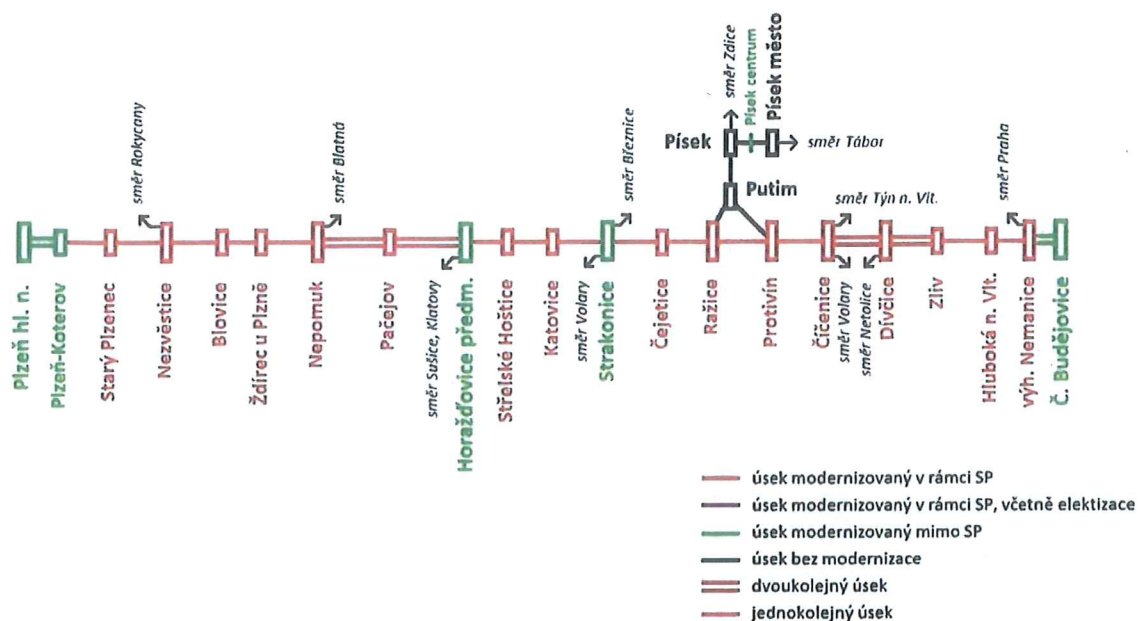 směr Zdice
Písek centrum
Písek město
Písek
směr Tábor
směr Rokycany
směr Blatná
směr Březnice
Putim
směr Týn n. Vlt.
směr Praha
Plzeň hl. n.
Plzeň-Koterov
Starý Plzenec
Nezvěstice
Blovice
Ždírec u Plzně
Nepomuk
Pačejov
směr Sušice, Klatovy
Horažďovice předm.
Střelské Hostice
Katovice
směr Volary
Strakonice
Čejetice
Ražice
Protivín
Číčenice
směr Volary
směr Netolice
Dívčice
Zliv
Hluboká n. Vlt.
výh. Nemanice
Č. Budějovice
úsek modernizovaný v rámci SP
úsek modernizovaný v rámci SP, včetně elektizace
úsek modernizovaný mimo SP
úsek bez modernizace
dvoukolejný úsek
jednokolejný úsek